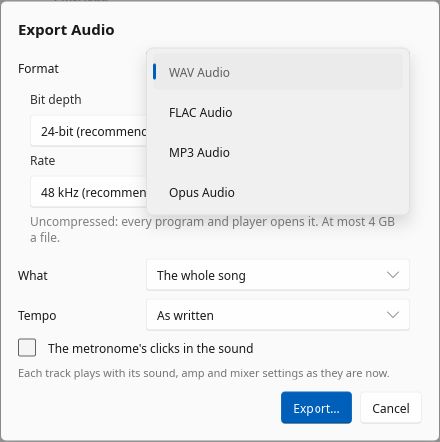 Export Audio
Format
WAV Audio
FLAC Audio
MP3 Audio
Opus Audio
Bit depth
24-bit (recommenc
Rate
48 kHz (recommen
Uncompressed: every program and player opens it. At most 4 GB
a file.
What
The whole song
Tempo
As written
The metronome's clicks in the sound
Each track plays with its sound, amp and mixer settings as they are now.
Export...
Cancel